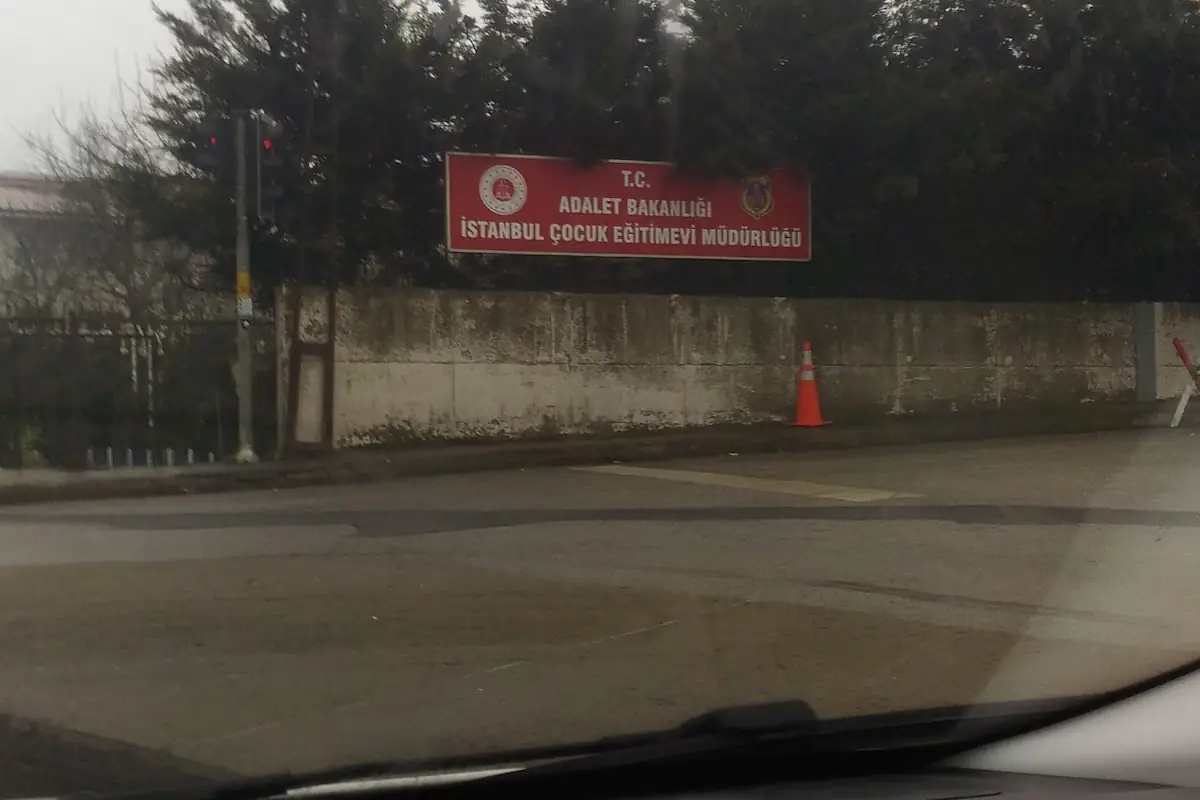 T.C.
ADALET BAKANLIĞI
İSTANBUL ÇOCUK EĞİTİMEVİ MÜDÜRLÜĞÜ